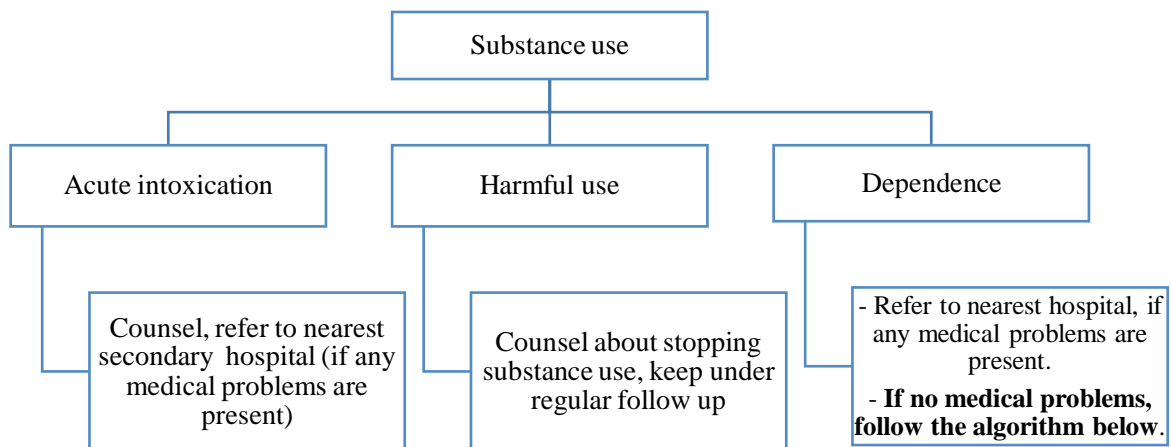 Substance use
Acute intoxication
Harmful use
Dependence
Counsel, refer to nearest
secondary hospital (if any
medical problems are
present)
Counsel about stopping
substance use, keep under
regular follow up
- Refer to nearest hospital, if
any medical problems are
present.
- If no medical problems,
follow the algorithm below.